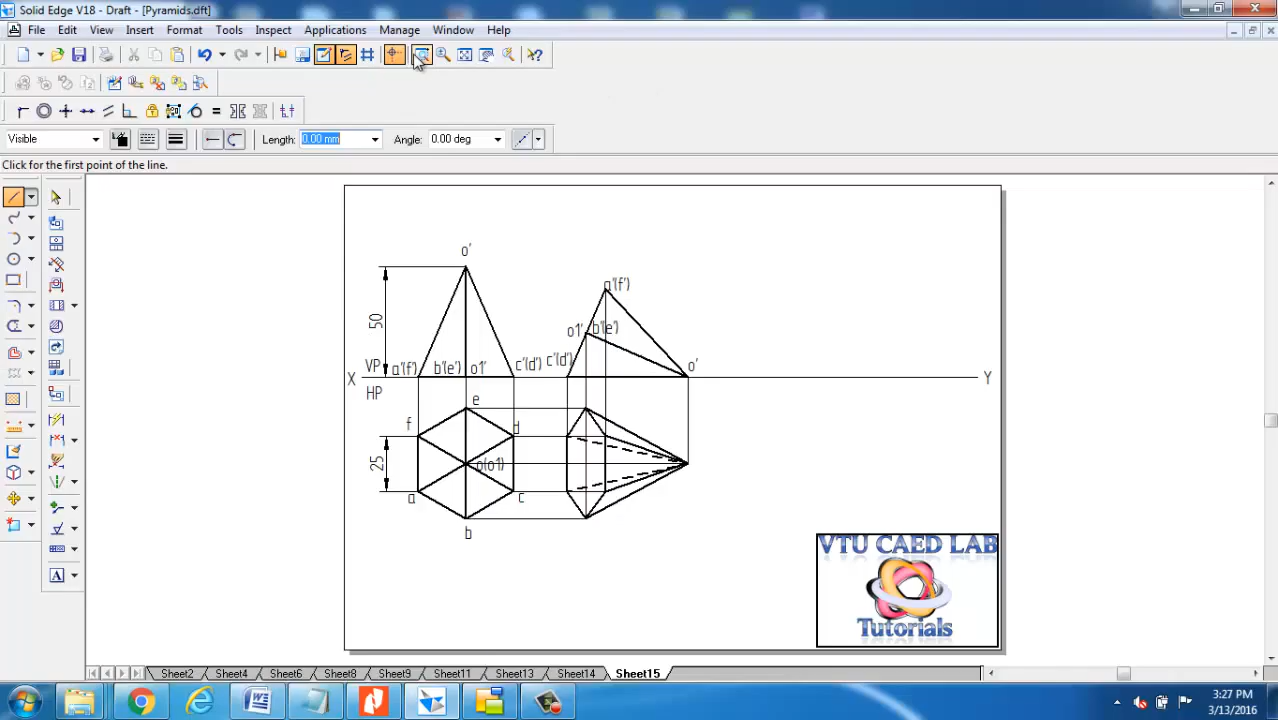 Solid Edge V18 - Draft - [Pyramids.dft]
File Edit View Insert Format Tools Inspect Applications Manage Window Help
Visible Length: 0.00 mm Angle: 0.00 deg
Click for the first point of the line.
o'
a'(f')
50
o1' b'(e')
VP a'(f') b'(e') o1' c'(d') c'(d') o'
X Y
HP
e
f d
25 o(o1)
a c
b
VTU CAED LAB
Tutorials
Sheet2 Sheet4 Sheet6 Sheet8 Sheet9 Sheet11 Sheet13 Sheet14 Sheet15
3:27 PM
3/13/2016